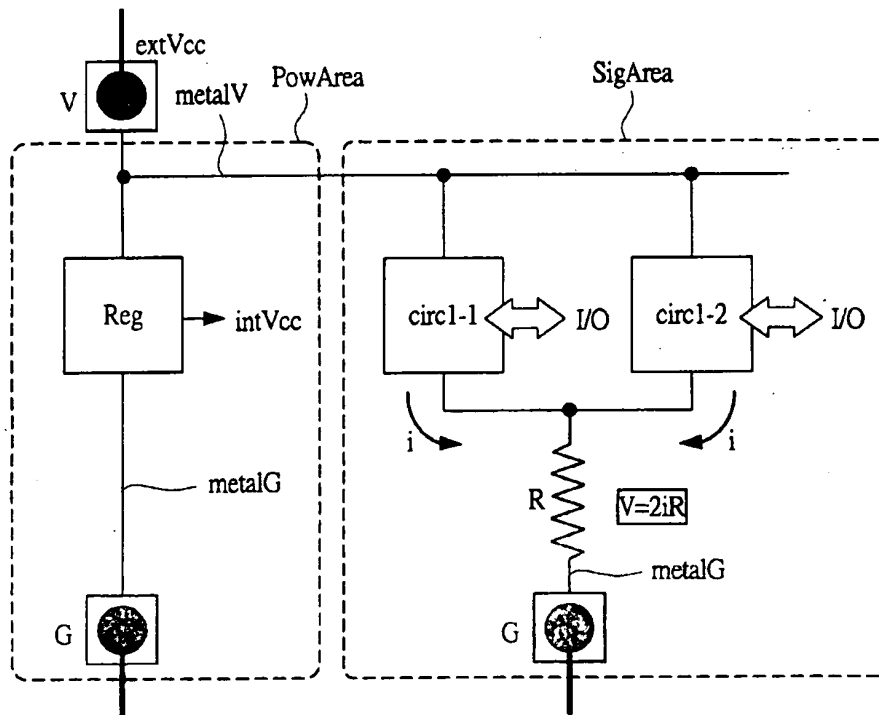 extVcc
PowArea
SigArea
V
metalV
Reg
intVcc
circ1-1
I/O
circ1-2
I/O
i
i
metalG
R
V=2iR
metalG
G
G